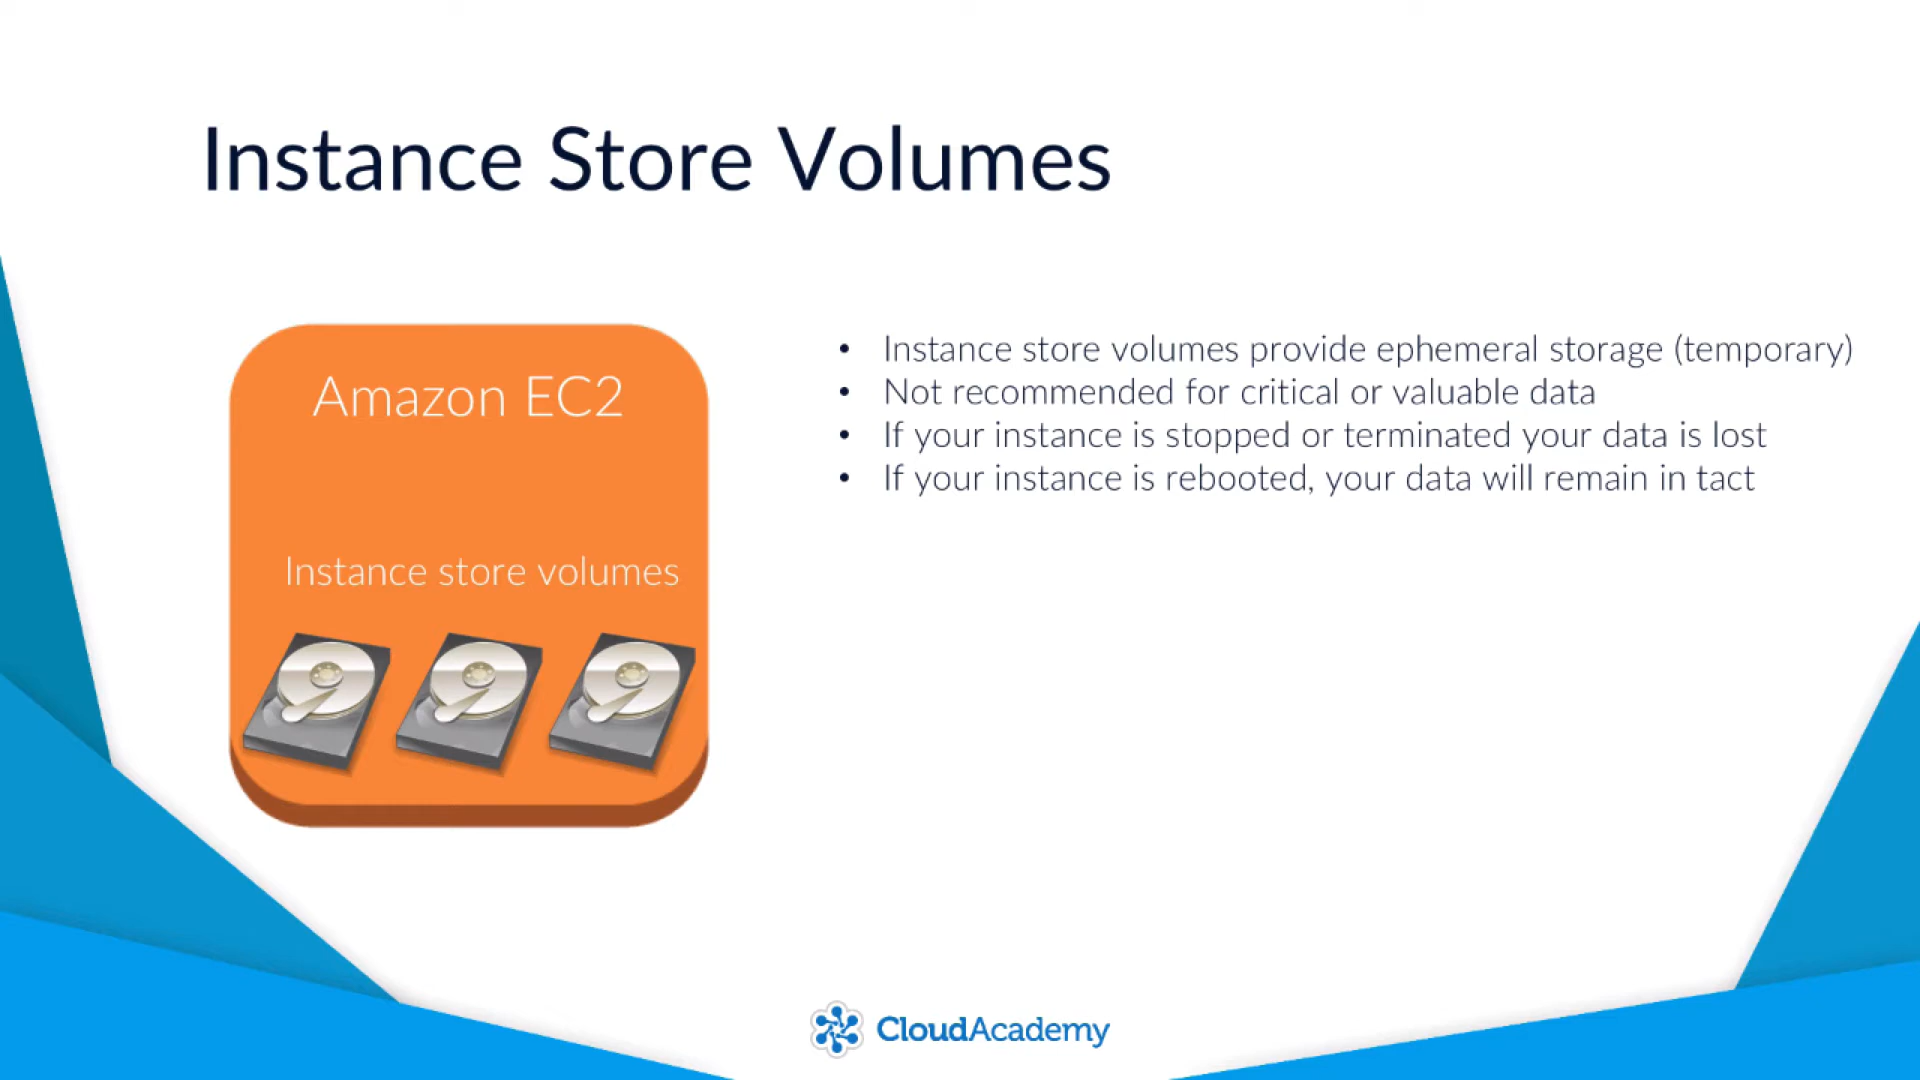 Instance Store Volumes
Amazon EC2
Instance store volumes
• Instance store volumes provide ephemeral storage (temporary)
• Not recommended for critical or valuable data
• If your instance is stopped or terminated your data is lost
• If your instance is rebooted, your data will remain in tact
CloudAcademy